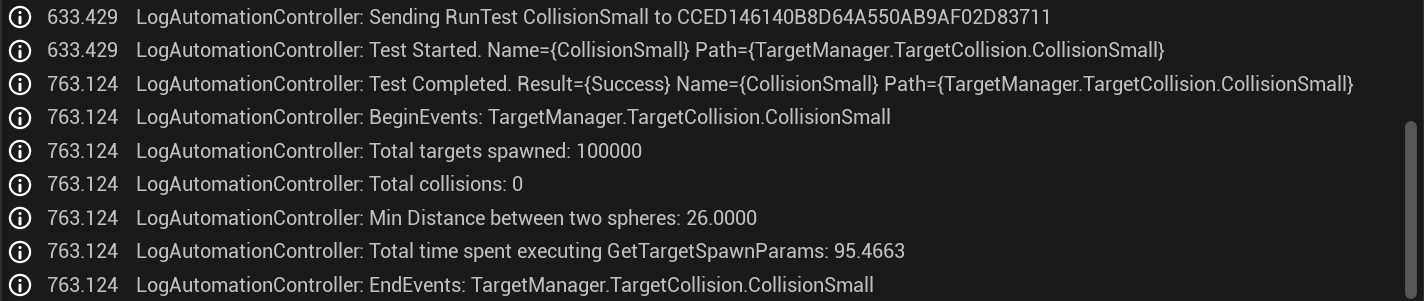 633.429 LogAutomationController: Sending RunTest CollisionSmall to CCED146140B8D64A550AB9AF02D83711
633.429 LogAutomationController: Test Started. Name={CollisionSmall} Path={TargetManager.TargetCollision.CollisionSmall}
763.124 LogAutomationController: Test Completed. Result={Success} Name={CollisionSmall} Path={TargetManager.TargetCollision.CollisionSmall}
763.124 LogAutomationController: BeginEvents: TargetManager.TargetCollision.CollisionSmall
763.124 LogAutomationController: Total targets spawned: 100000
763.124 LogAutomationController: Total collisions: 0
763.124 LogAutomationController: Min Distance between two spheres: 26.0000
763.124 LogAutomationController: Total time spent executing GetTargetSpawnParams: 95.4663
763.124 LogAutomationController: EndEvents: TargetManager.TargetCollision.CollisionSmall